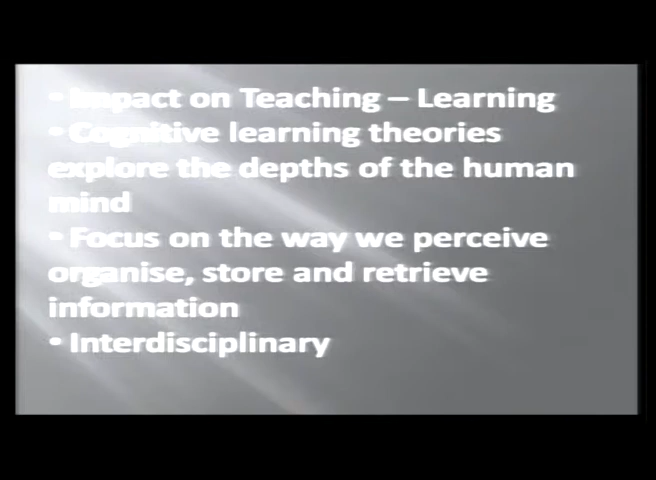 • Impact on Teaching – Learning
• Cognitive learning theories
explore the depths of the human
mind
• Focus on the way we perceive
organise, store and retrieve
information
• Interdisciplinary